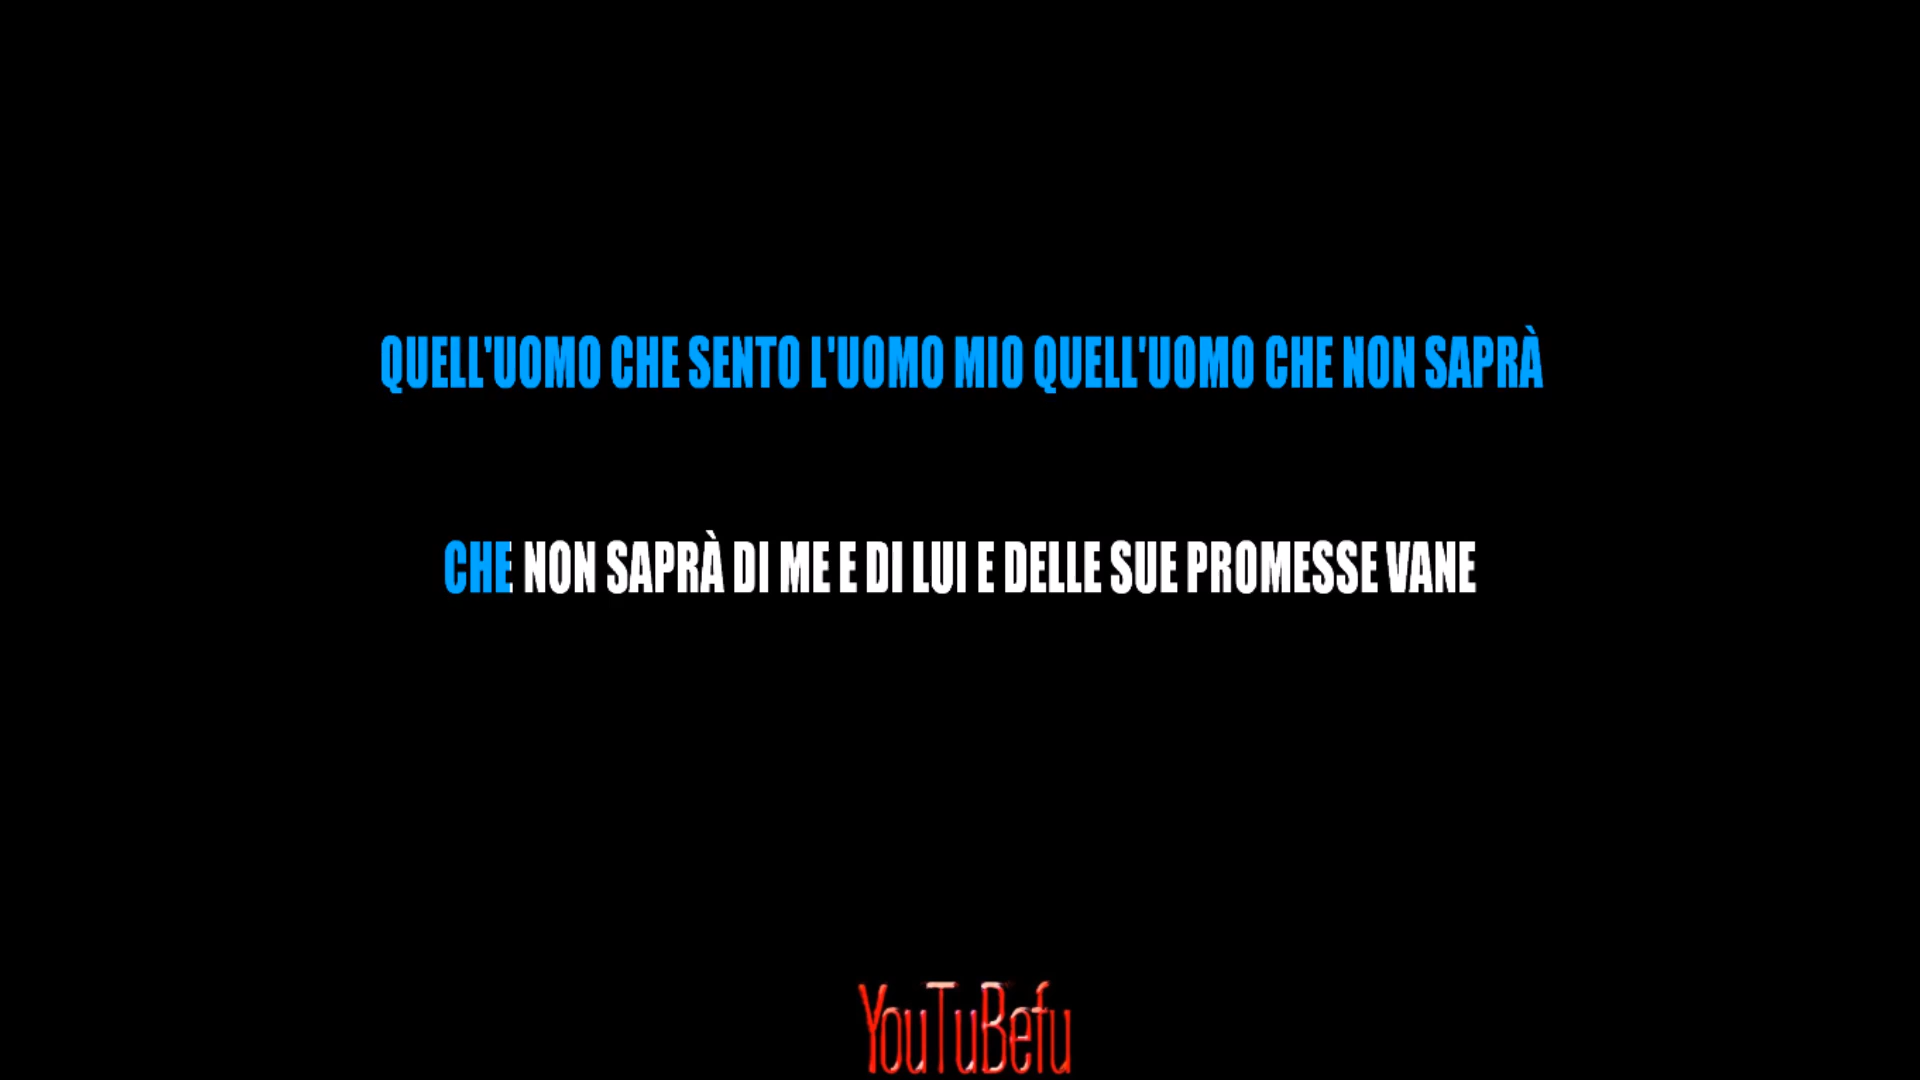 QUELL'UOMO CHE SENTO L'UOMO MIO QUELL'UOMO CHE NON SAPRÀ
CHE NON SAPRÀ DI ME E DI LUI E DELLE SUE PROMESSE VANE
YouTuBefu